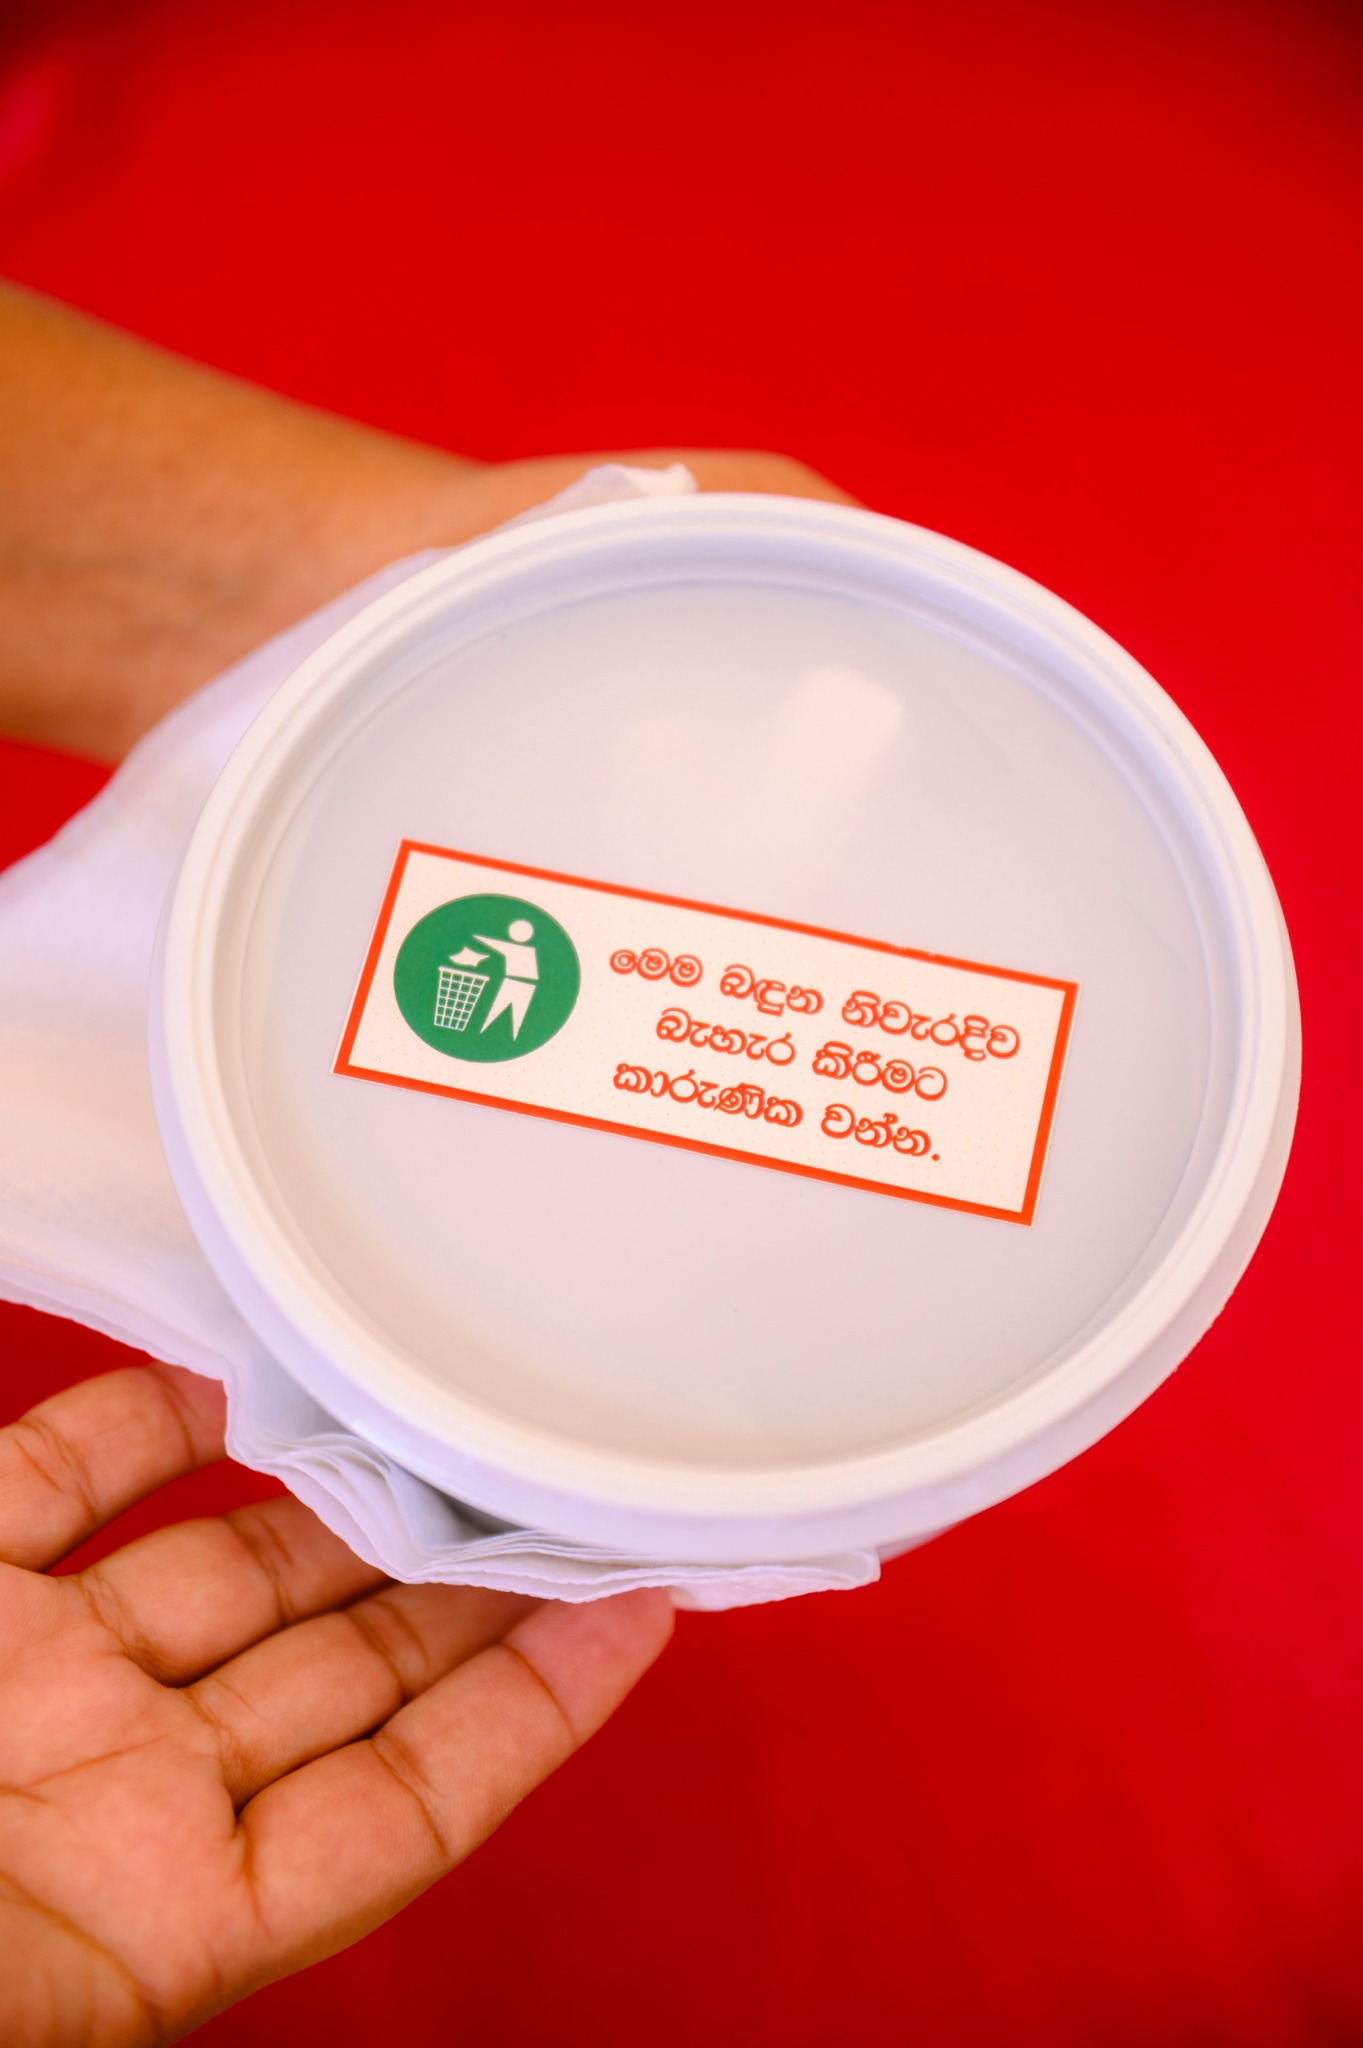 මෙම බඳුන නිවැරදිව
බැහැර කිරීමට
කාරුණික වන්න.